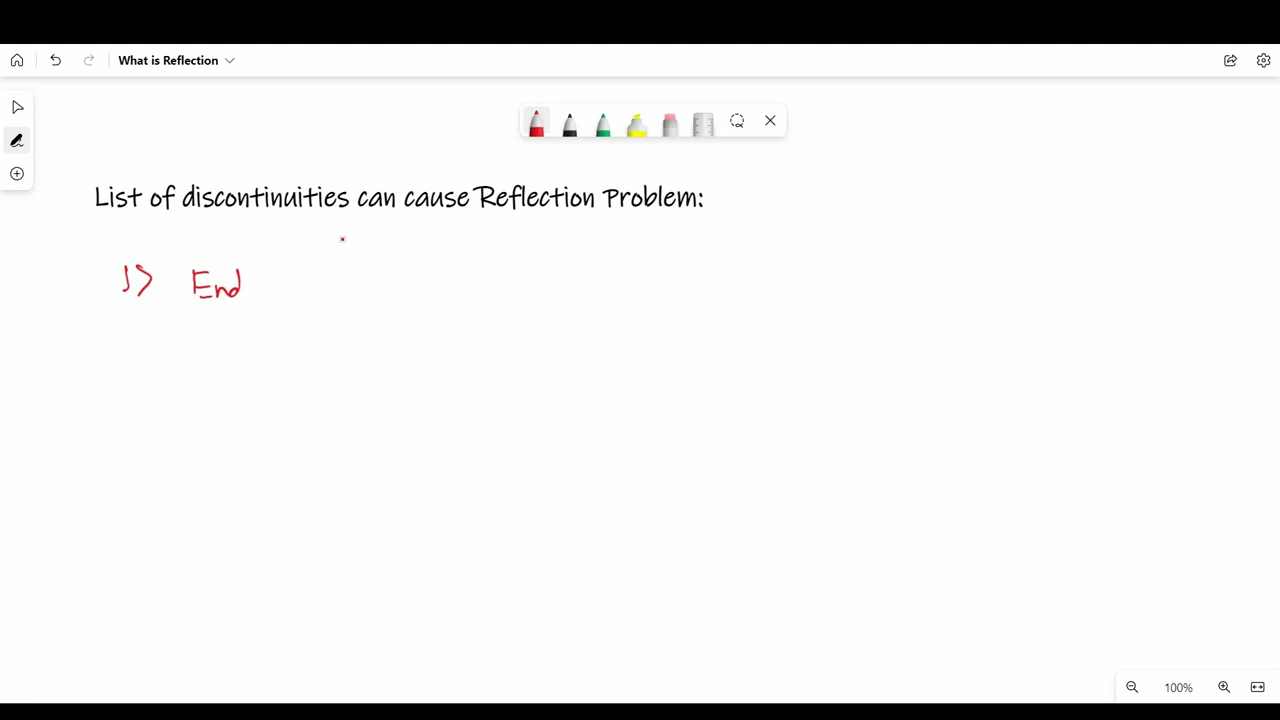 What is Reflection
List of discontinuities can cause Reflection Problem:
1) End
100%